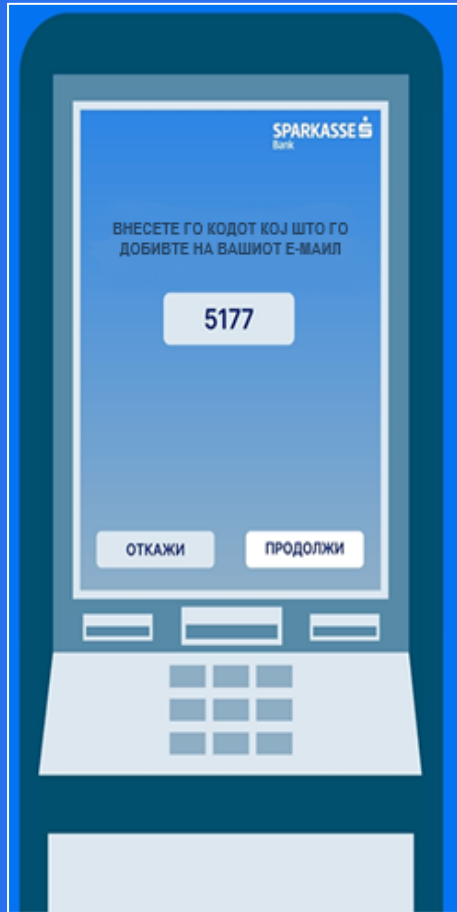 SPARKASSE
Bank
ВНЕСЕТЕ ГО КОДОТ КОЈ ШТО ГО
ДОБИВТЕ НА ВАШИОТ Е-МАИЛ
5177
ОТКАЖИ ПРОДОЛЖИ